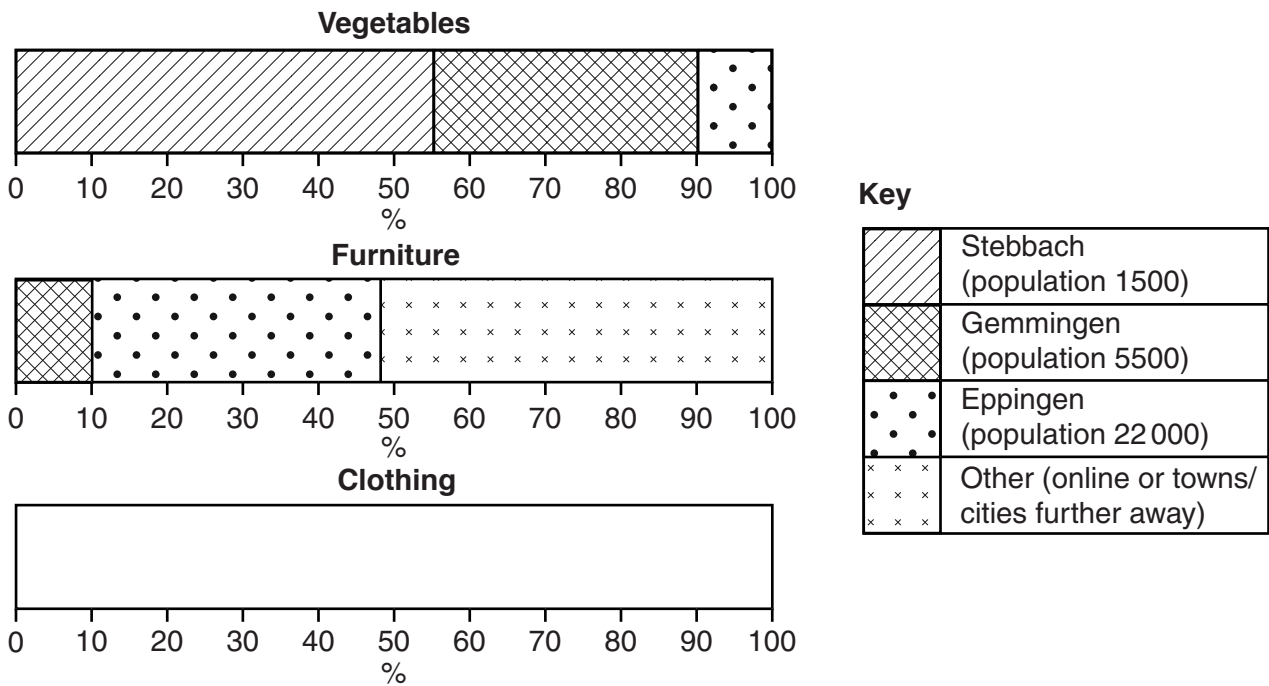 Vegetables
0 10 20 30 40 50 60 70 80 90 100
%
Furniture
0 10 20 30 40 50 60 70 80 90 100
%
Clothing
0 10 20 30 40 50 60 70 80 90 100
%
Key
Stebbach
(population 1500)
Gemmingen
(population 5500)
Eppingen
(population 22 000)
Other (online or towns/
cities further away)